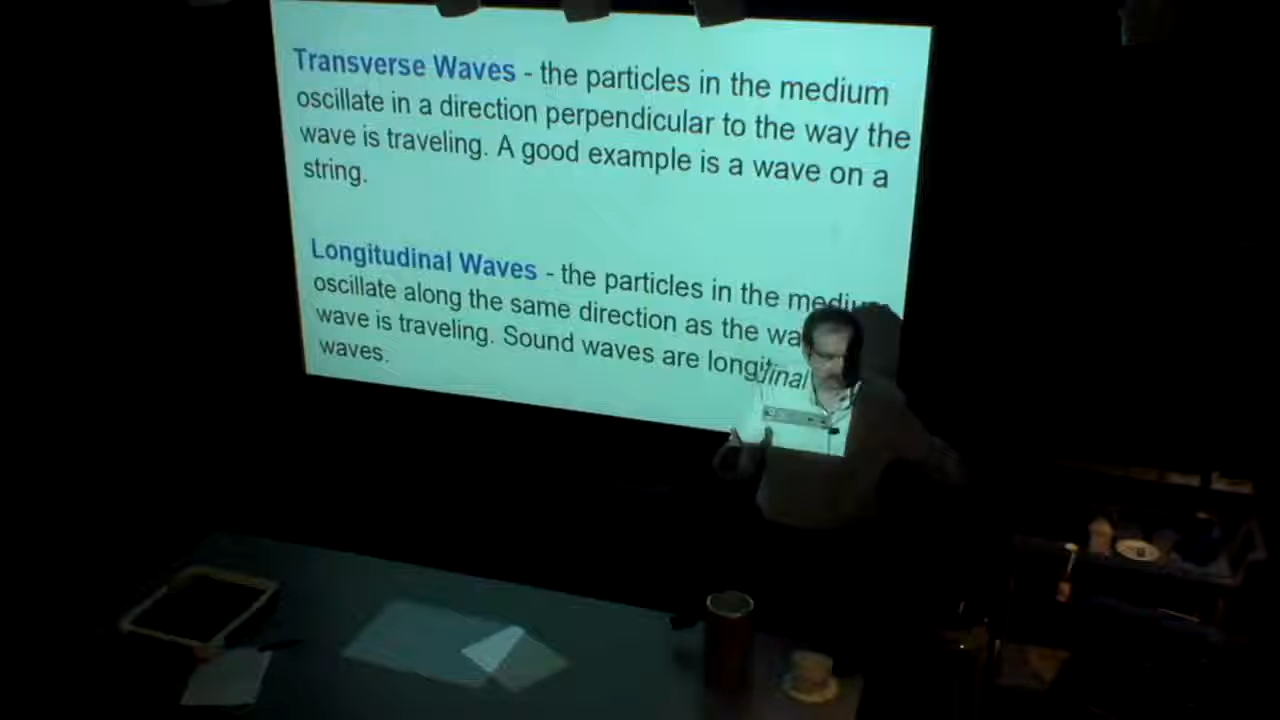 Transverse Waves - the particles in the medium
oscillate in a direction perpendicular to the way the
wave is traveling. A good example is a wave on a
string.
Longitudinal Waves - the particles in the medium
oscillate along the same direction as the
wave is traveling. Sound waves are longitudinal
waves.